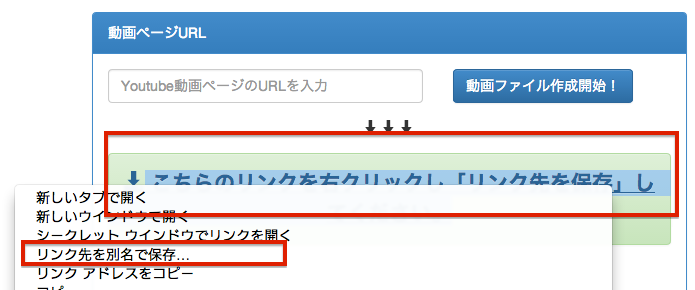 動画ページURL
Youtube動画ページのURLを入力
動画ファイル作成開始！
こちらのリンクを右クリックし「リンク先を保存」し
新しいタブで開く
新しいウインドウで開く
シークレット ウインドウでリンクを開く
リンク先を別名で保存...
リンク アドレスをコピー
コピー